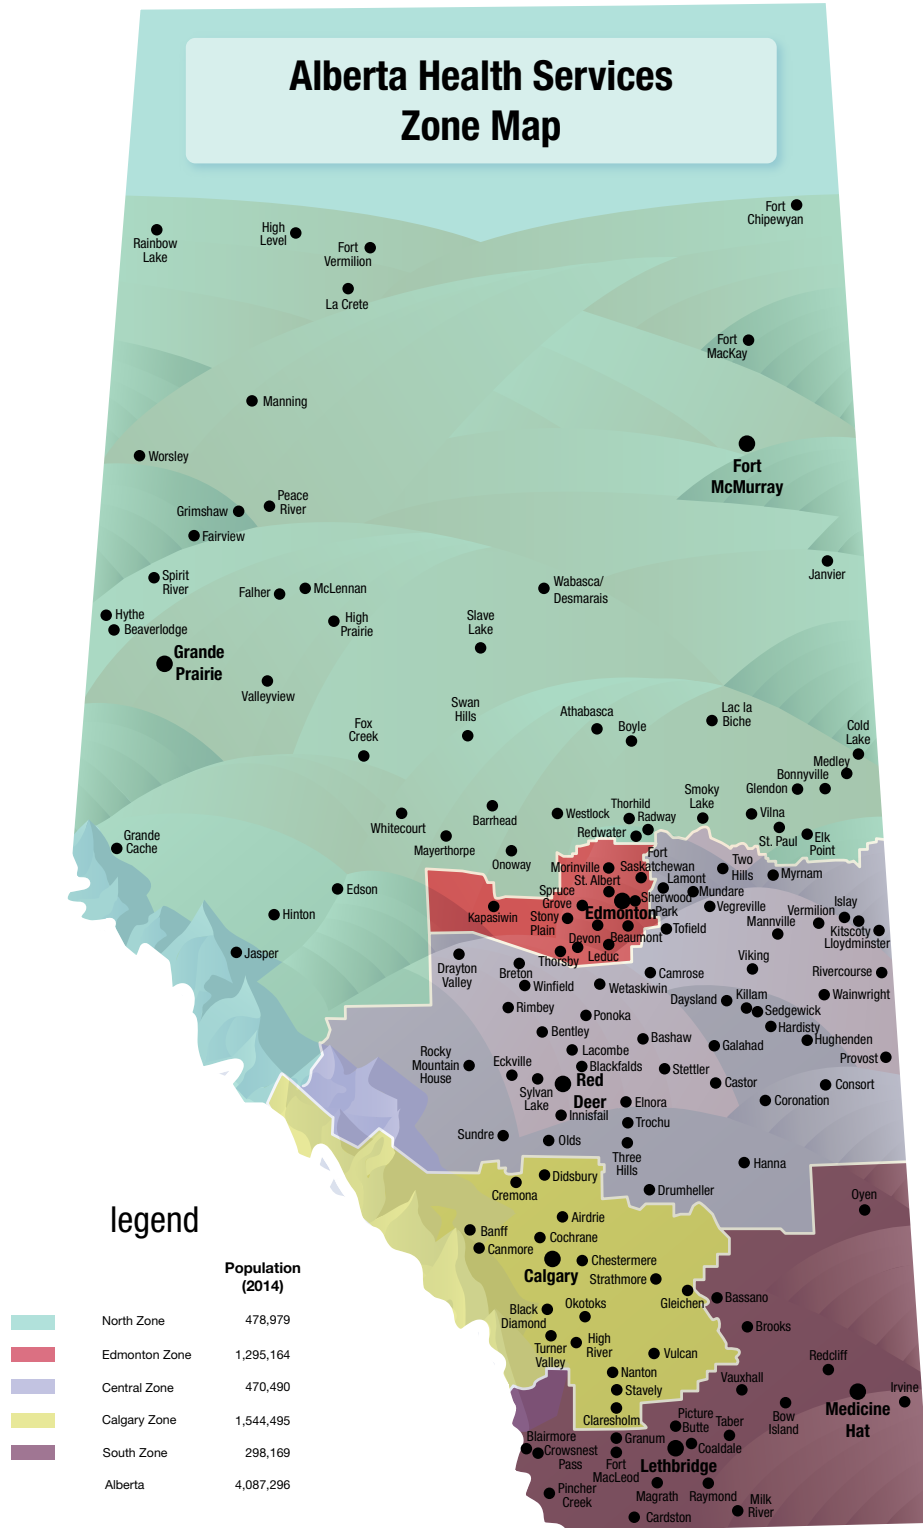 Alberta Health Services
Zone Map
Fort
Chipewyan
Rainbow
Lake
High
Level
Fort
Vermilion
La Crete
Fort
MacKay
Manning
Worsley
Fort
McMurray
Peace
River
Grimshaw
Fairview
Janvier
Spirit
River
Falher
McLennan
Wabasca/
Desmarais
Hythe
Beaverlodge
High
Prairie
Slave
Lake
Grande
Prairie
Valleyview
Swan
Hills
Athabasca
Boyle
Lac la
Biche
Fox
Creek
Cold
Lake
Medley
Bonnyville
Glendon
Smoky
Lake
Whitecourt
Barrhead
Westlock
Thorhild
Radway
Redwater
Vilna
St. Paul
Elk
Point
Grande
Cache
Mayerthorpe
Onoway
Morinville
Fort
Saskatchewan
Two
Hills
Myrnam
St. Albert
Lamont
Mundare
Edson
Spruce
Grove
Sherwood
Park
Vegreville
Islay
Hinton
Kapasiwin
Stony
Plain
Edmonton
Vermilion
Mannville
Kitscoty
Lloydminster
Tofield
Devon
Beaumont
Leduc
Thorsby
Jasper
Drayton
Valley
Breton
Winfield
Wetaskiwin
Camrose
Viking
Rivercourse
Daysland
Killam
Sedgewick
Wainwright
Rimbey
Ponoka
Hardisty
Bentley
Bashaw
Galahad
Hughenden
Provost
Rocky
Mountain
House
Eckville
Lacombe
Blackfalds
Stettler
Sylvan
Lake
Red
Deer
Castor
Consort
Coronation
Elnora
Innisfail
Trochu
Sundre
Olds
Three
Hills
Hanna
Didsbury
Cremona
Drumheller
Oyen
Airdrie
Banff
Cochrane
Canmore
Calgary
Chestermere
Strathmore
Gleichen
Bassano
Black
Diamond
Okotoks
Brooks
Turner
Valley
High
River
Vulcan
Redcliff
Nanton
Vauxhall
Irvine
Stavely
Medicine
Hat
Claresholm
Bow
Island
Picture
Butte
Taber
Blairmore
Granum
Coaldale
Crowsnest
Pass
Fort
MacLeod
Lethbridge
Pincher
Creek
Magrath
Raymond
Milk
River
Cardston
legend
Population
(2014)
North Zone 478,979
Edmonton Zone 1,295,164
Central Zone 470,490
Calgary Zone 1,544,495
South Zone 298,169
Alberta 4,087,296